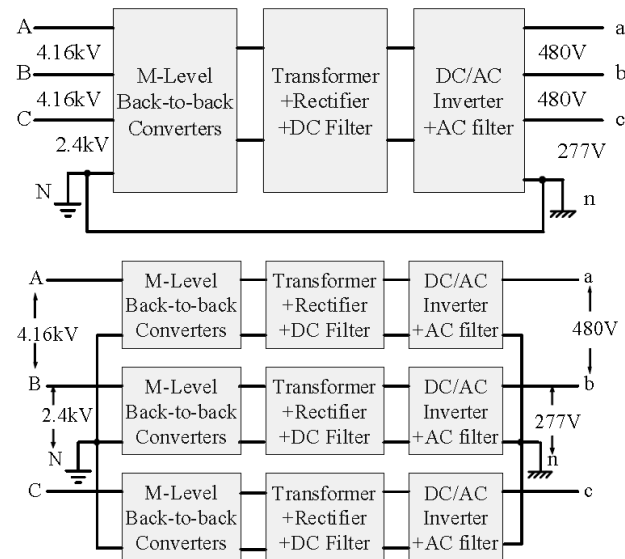 A
4.16kV
B
4.16kV
C
2.4kV
N
M-Level
Back-to-back
Converters
Transformer
+Rectifier
+DC Filter
DC/AC
Inverter
+AC filter
a
480V
b
480V
c
277V
n
A
4.16kV
B
2.4kV
N
C
M-Level
Back-to-back
Converters
Transformer
+Rectifier
+DC Filter
DC/AC
Inverter
+AC filter
M-Level
Back-to-back
Converters
Transformer
+Rectifier
+DC Filter
DC/AC
Inverter
+AC filter
M-Level
Back-to-back
Converters
Transformer
+Rectifier
+DC Filter
DC/AC
Inverter
+AC filter
a
480V
b
277V
n
c